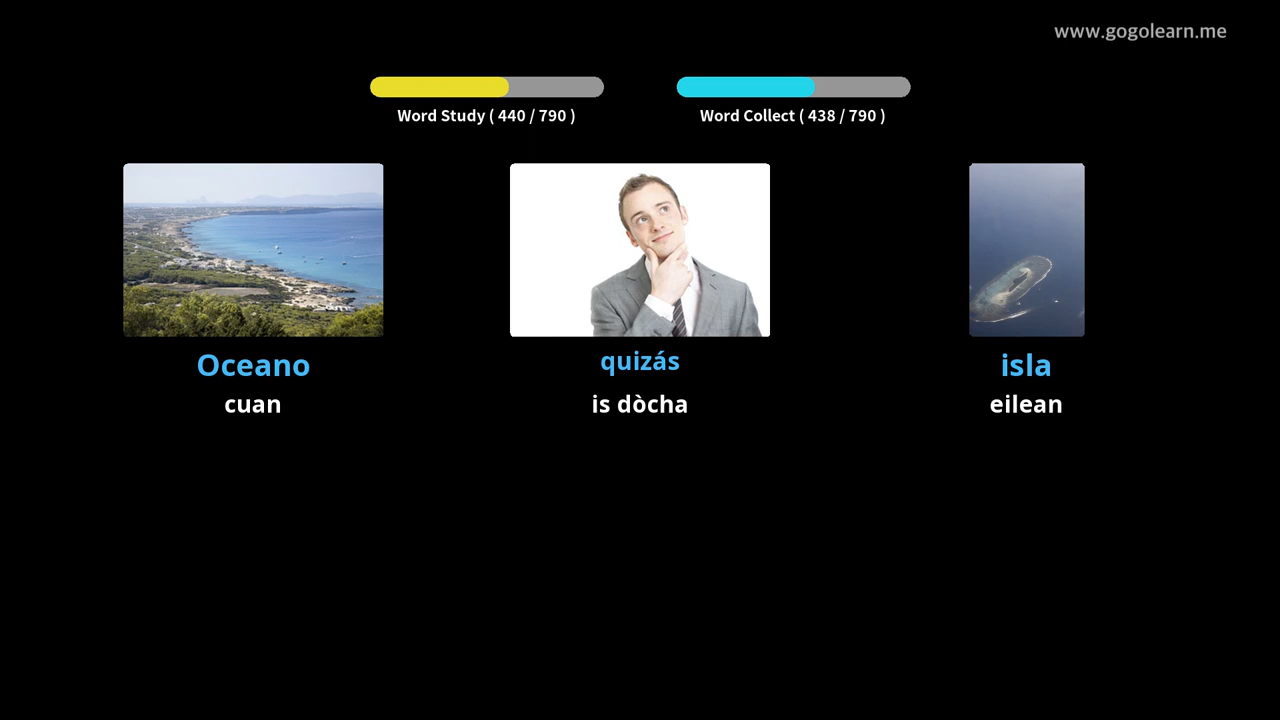 www.gogolearn.me
Word Study ( 440 / 790 )
Word Collect ( 438 / 790 )
Oceano
cuan
quizás
is dòcha
isla
eilean